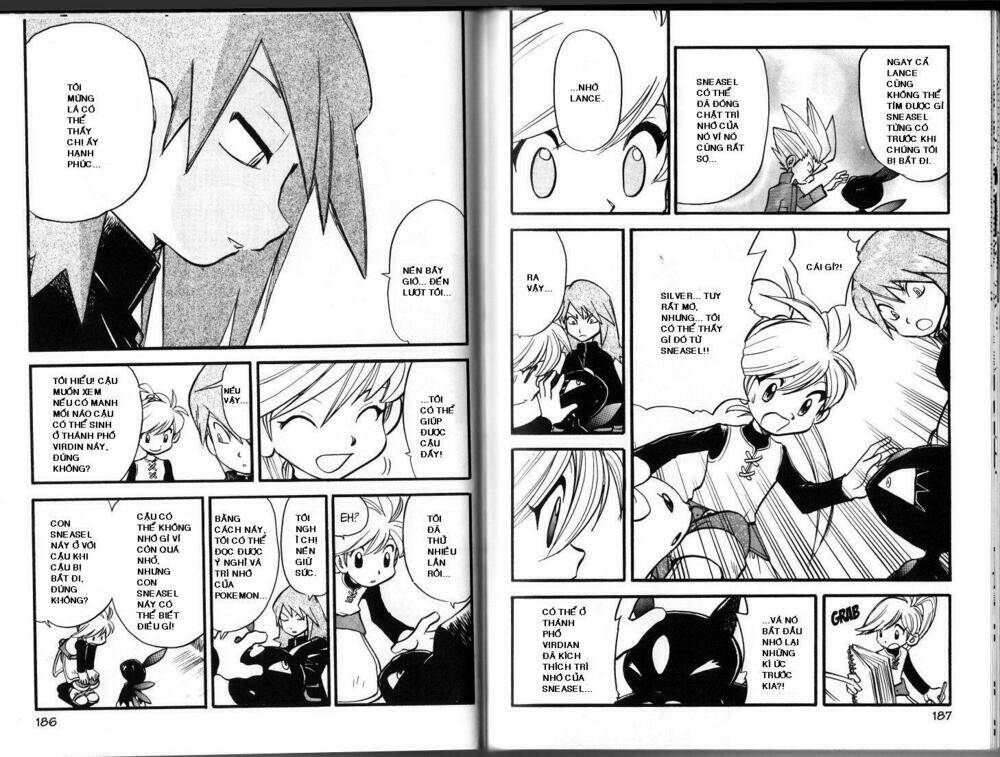 TÔI
MỪNG
LÀ CÓ
THỂ
THẤY
CHỊ ẤY
HẠNH
PHÚC...
NÊN BÂY
GIỜ... ĐẾN
LƯỢT TÔI...
...TÔI
CÓ THỂ
GIÚP
ĐƯỢC
CẬU
ĐẤY!
NẾU
VẬY...
TÔI HIỂU! CẬU
MUỐN XEM
NẾU CÓ MANH
MỐI NÀO CẬU
CÓ THỂ SINH
Ở THÀNH PHỐ
VIRDIN NÀY,
ĐÚNG
KHÔNG?
TÔI
ĐÃ
THỬ
NHIỀU
LẦN
RỒI...
EH?
TÔI
NGHĨ
CHỊ
NÊN
GIỮ
SỨC.
BẰNG
CÁCH NÀY,
TÔI CÓ THỂ
ĐỌC ĐƯỢC
Ý NGHĨ VÀ
TRÍ NHỚ
CỦA
POKEMON...
CẬU CÓ
THỂ KHÔNG
NHỚ GÌ VÌ
CÒN QUÁ
NHỎ,
NHƯNG
CON
SNEASEL
NÀY CÓ
THỂ BIẾT
ĐIỀU GÌ!
CON
SNEASEL
NÀY Ở VỚI
CẬU KHI
CẬU BỊ
BẮT ĐI,
ĐÚNG
KHÔNG?
186
NGAY CẢ
LANCE
CŨNG
KHÔNG THỂ
TÌM ĐƯỢC GÌ
SNEASEL
TỪNG CÓ
TRƯỚC KHI
CHÚNG TÔI
BỊ BẮT ĐI.
SNEASEL
CÓ THỂ
ĐÃ ĐÓNG
CHẶT TRÍ
NHỚ CỦA
NÓ VÌ NÓ
CŨNG RẤT
SỢ...
...NHỚ
LANCE.
CÁI GÌ?!
SILVER... TUY
RẤT MỜ,
NHƯNG... TÔI
CÓ THỂ THẤY
GÌ ĐÓ TỪ
SNEASEL!!
RA
VẬY...
GRAB
...VÀ NÓ
BẮT ĐẦU
NHỚ LẠI
NHỮNG
KÍ ỨC
TRƯỚC
KIA?!
CÓ THỂ Ở
THÀNH
PHỐ
VIRDIAN
ĐÃ KÍCH
THÍCH TRÍ
NHỚ CỦA
SNEASEL...
187